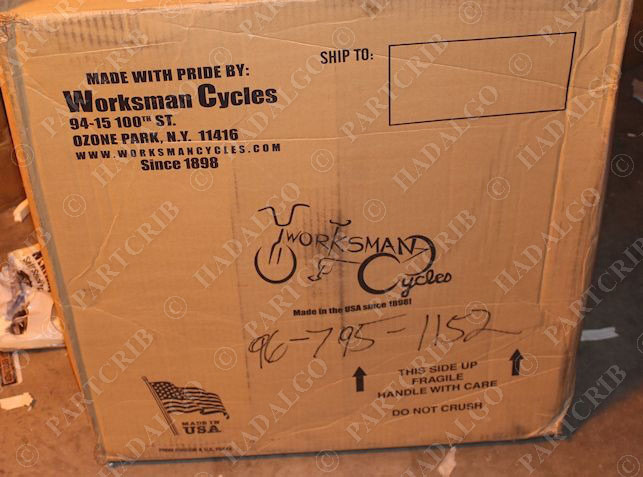 MADE WITH PRIDE BY:
Worksman Cycles
94-15 100TH ST.
OZONE PARK, N.Y. 11416
WWW.WORKSMANCYCLES.COM
Since 1898
SHIP TO:
WORKSMAN
Cycles
Made in the USA since 1898!
96-795-1152
THIS SIDE UP
FRAGILE
HANDLE WITH CARE
DO NOT CRUSH
MADE IN
U.S.A.
PARTCRIB
HADALGO